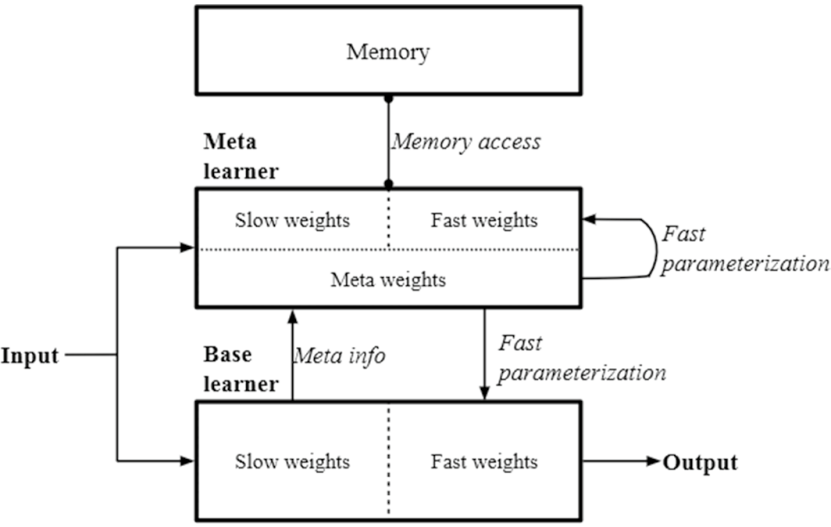 Memory
Memory access
Meta
learner
Slow weights
Fast weights
Fast
parameterization
Meta weights
Input
Base
learner
Meta info
Fast
parameterization
Slow weights
Fast weights
Output